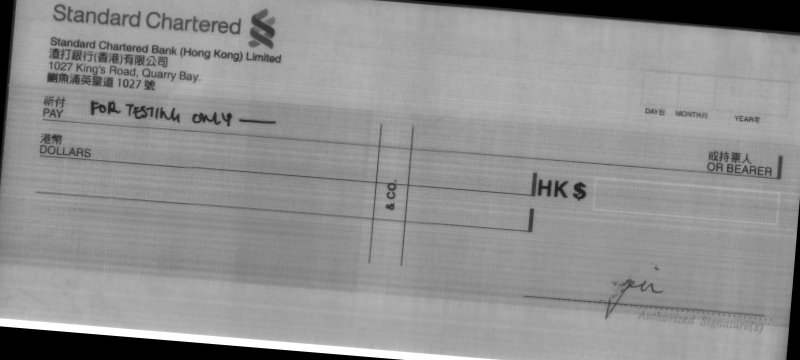 Standard Chartered
Standard Chartered Bank (Hong Kong) Limited
渣打銀行(香港)有限公司
1027 King's Road, Quarry Bay.
鰂魚涌英皇道 1027 號
DAY日 MONTH月 YEAR年
祈付
PAY FOR TESTING ONLY
或持票人
OR BEARER
港幣
DOLLARS
HK $
& CO.
Authorized Signature(s)